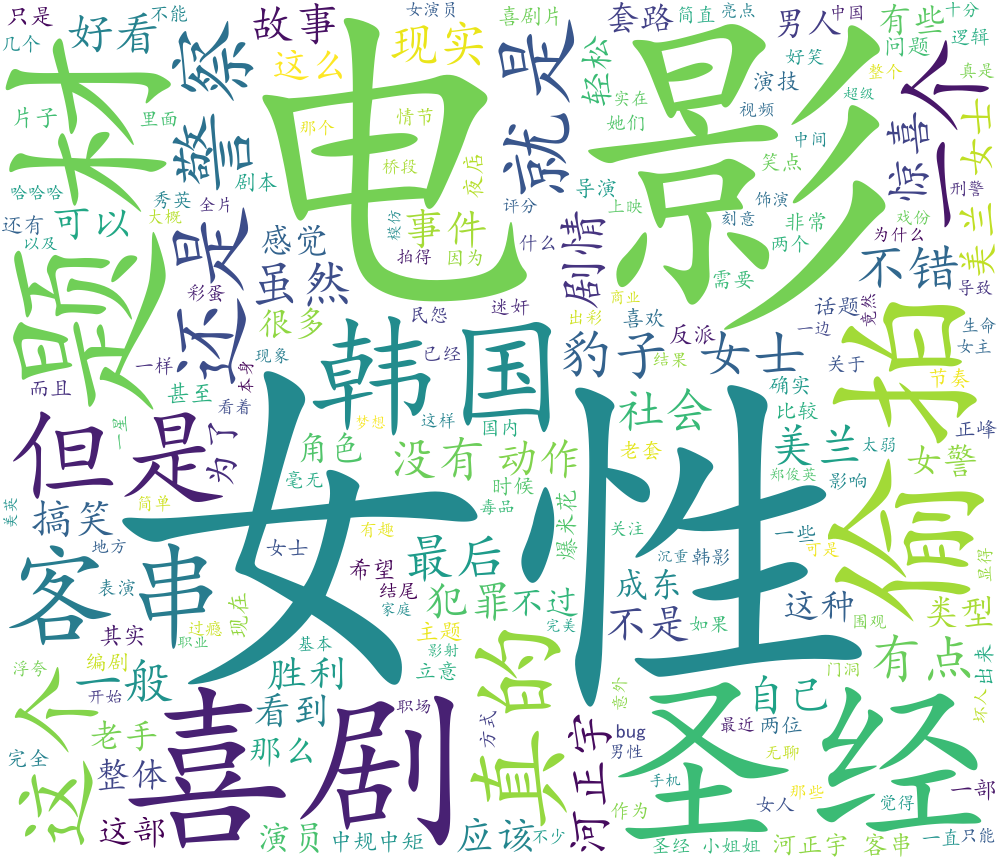 只是
几个
好看
不能
故事
女演员
现实
这么
喜剧片
套路
简直
亮点
男人
中国
有些
问题
十分
逻辑
题材
片子
里面
察
警
剧本
电影
那个
情节
桥段
夜店
就是
轻松
实在
她们
好笑
演技
视频
笑点
中间
整个
超级
真是
一个
惊喜
女士
哈哈哈
还有
可以
以及
大概
秀英
全片
还是
感觉
虽然
很多
模仿
事件
拍得
因为
评分
什么
导演
上映
刻意
饰演
两个
非常
需要
剧情
戏份
刑警
为什么
美兰
导致
不错
彩蛋
民怨
迷奸
出彩
商业
喜欢
话题
一边
竟然
生命
女主
而且
一样
甚至
现象
本身
看着
已经
韩国
豹子
结果
反派
女士
关于
确实
比较
偷拍
节奏
正峰
一星
但是
为了
梦想
这样
国内
社会
老套
美兰
太弱
角色
没有
动作
毫无
时候
毒品
爆米花
关注
郑俊英
影响
女警
美英
搞笑
简单
地方
女性
有趣
女士
最后
希望
结尾
家庭
犯罪
不过
完美
成东
沉重
韩影
一些
可是
显得
客串
表演
其实
过瘾
职业
现在
基本
主题
影射
立意
不是
如果
这种
围观
类型
浮夸
编剧
开始
一般
胜利
真的
意外
门洞
有点
出来
坏人
这个
完全
老手
整体
看到
那么
喜剧
职场
方式
河正宇
bug
男性
自己
最近
两位
无聊
圣经
手机
那些
女人
觉得
一部
作为
这部
演员
中规中矩
应该
不少
圣经
小姐姐
河正宇
客串
一直
只能